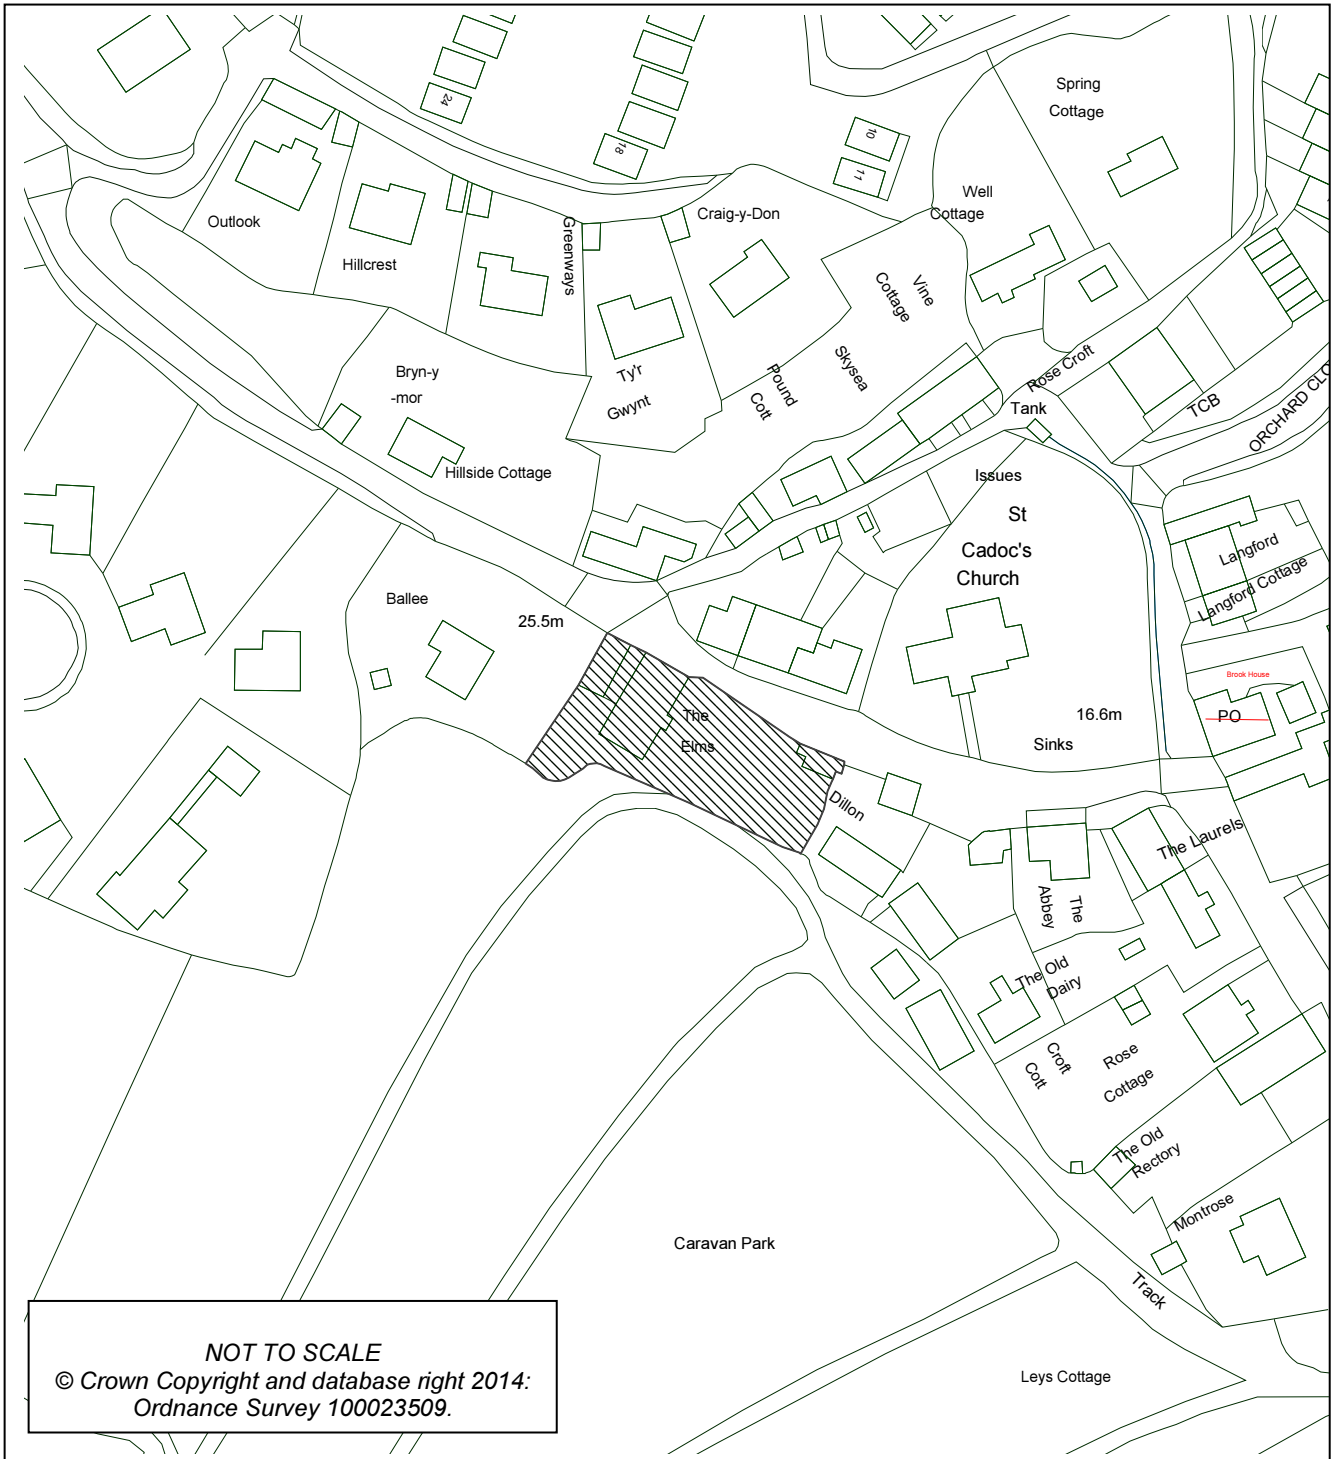 Spring
Cottage
24
18
10
11
Well
Cottage
Outlook
Greenways
Craig-y-Don
Hillcrest
Vine
Cottage
Skysea
Rose Croft
Bryn-y
-mor
Ty'r
Gwynt
Pound
Cott
Tank
TCB
ORCHARD CLO
Hillside Cottage
Issues
St
Cadoc's
Church
Langford
Langford Cottage
Ballee
25.5m
Brook House
PO
The
Elms
16.6m
Sinks
Dillon
The Laurels
The
Abbey
The Old
Dairy
Croft
Cott
Rose
Cottage
The Old
Rectory
Montrose
Caravan Park
Track
Leys Cottage
NOT TO SCALE
© Crown Copyright and database right 2014:
Ordnance Survey 100023509.